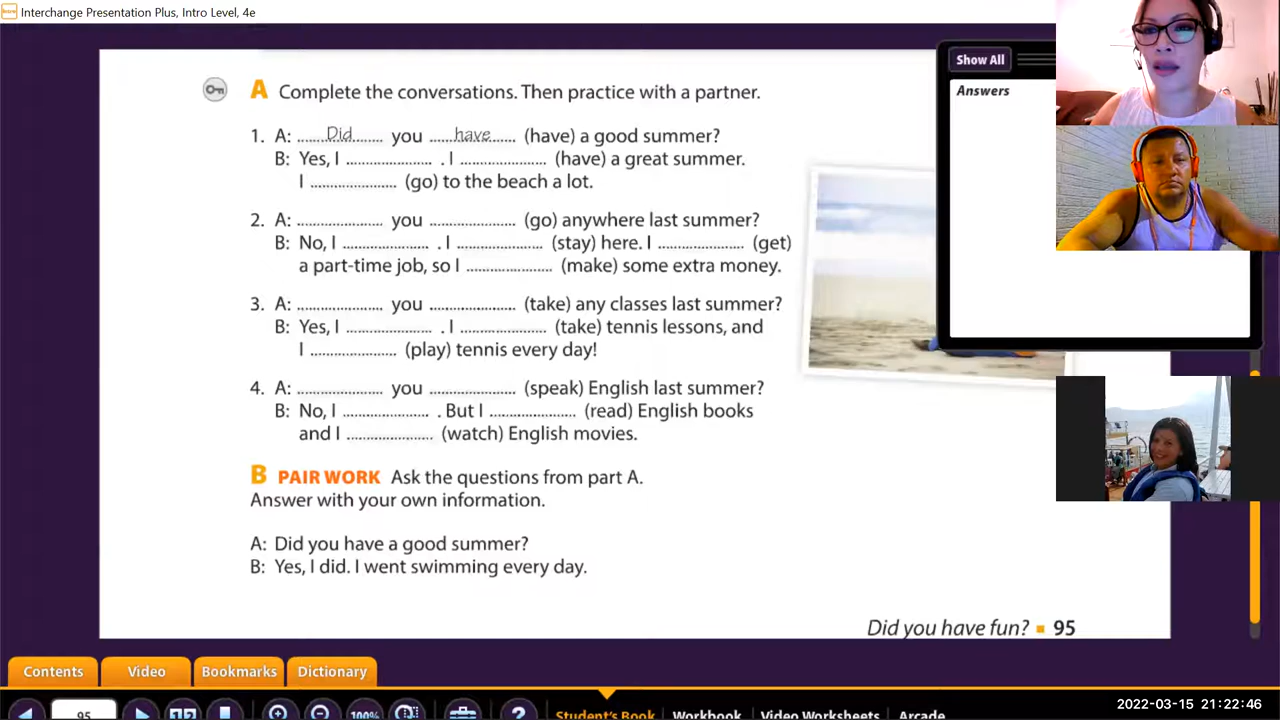 Interchange Presentation Plus, Intro Level, 4e
A Complete the conversations. Then practice with a partner.
1. A: Did you have (have) a good summer?
B: Yes, I .................... . I .................... (have) a great summer.
I .................... (go) to the beach a lot.
2. A: .................... you .................... (go) anywhere last summer?
B: No, I .................... . I .................... (stay) here. I .................... (get)
a part-time job, so I .................... (make) some extra money.
3. A: .................... you .................... (take) any classes last summer?
B: Yes, I .................... . I .................... (take) tennis lessons, and
I .................... (play) tennis every day!
4. A: .................... you .................... (speak) English last summer?
B: No, I .................... . But I .................... (read) English books
and I .................... (watch) English movies.
B PAIR WORK Ask the questions from part A.
Answer with your own information.
A: Did you have a good summer?
B: Yes, I did. I went swimming every day.
Did you have fun? ■ 95
Show All
Answers
Contents Video Bookmarks Dictionary
95 100% ? Student's Book Workbook Video Worksheets Arcade
2022-03-15 21:22:46